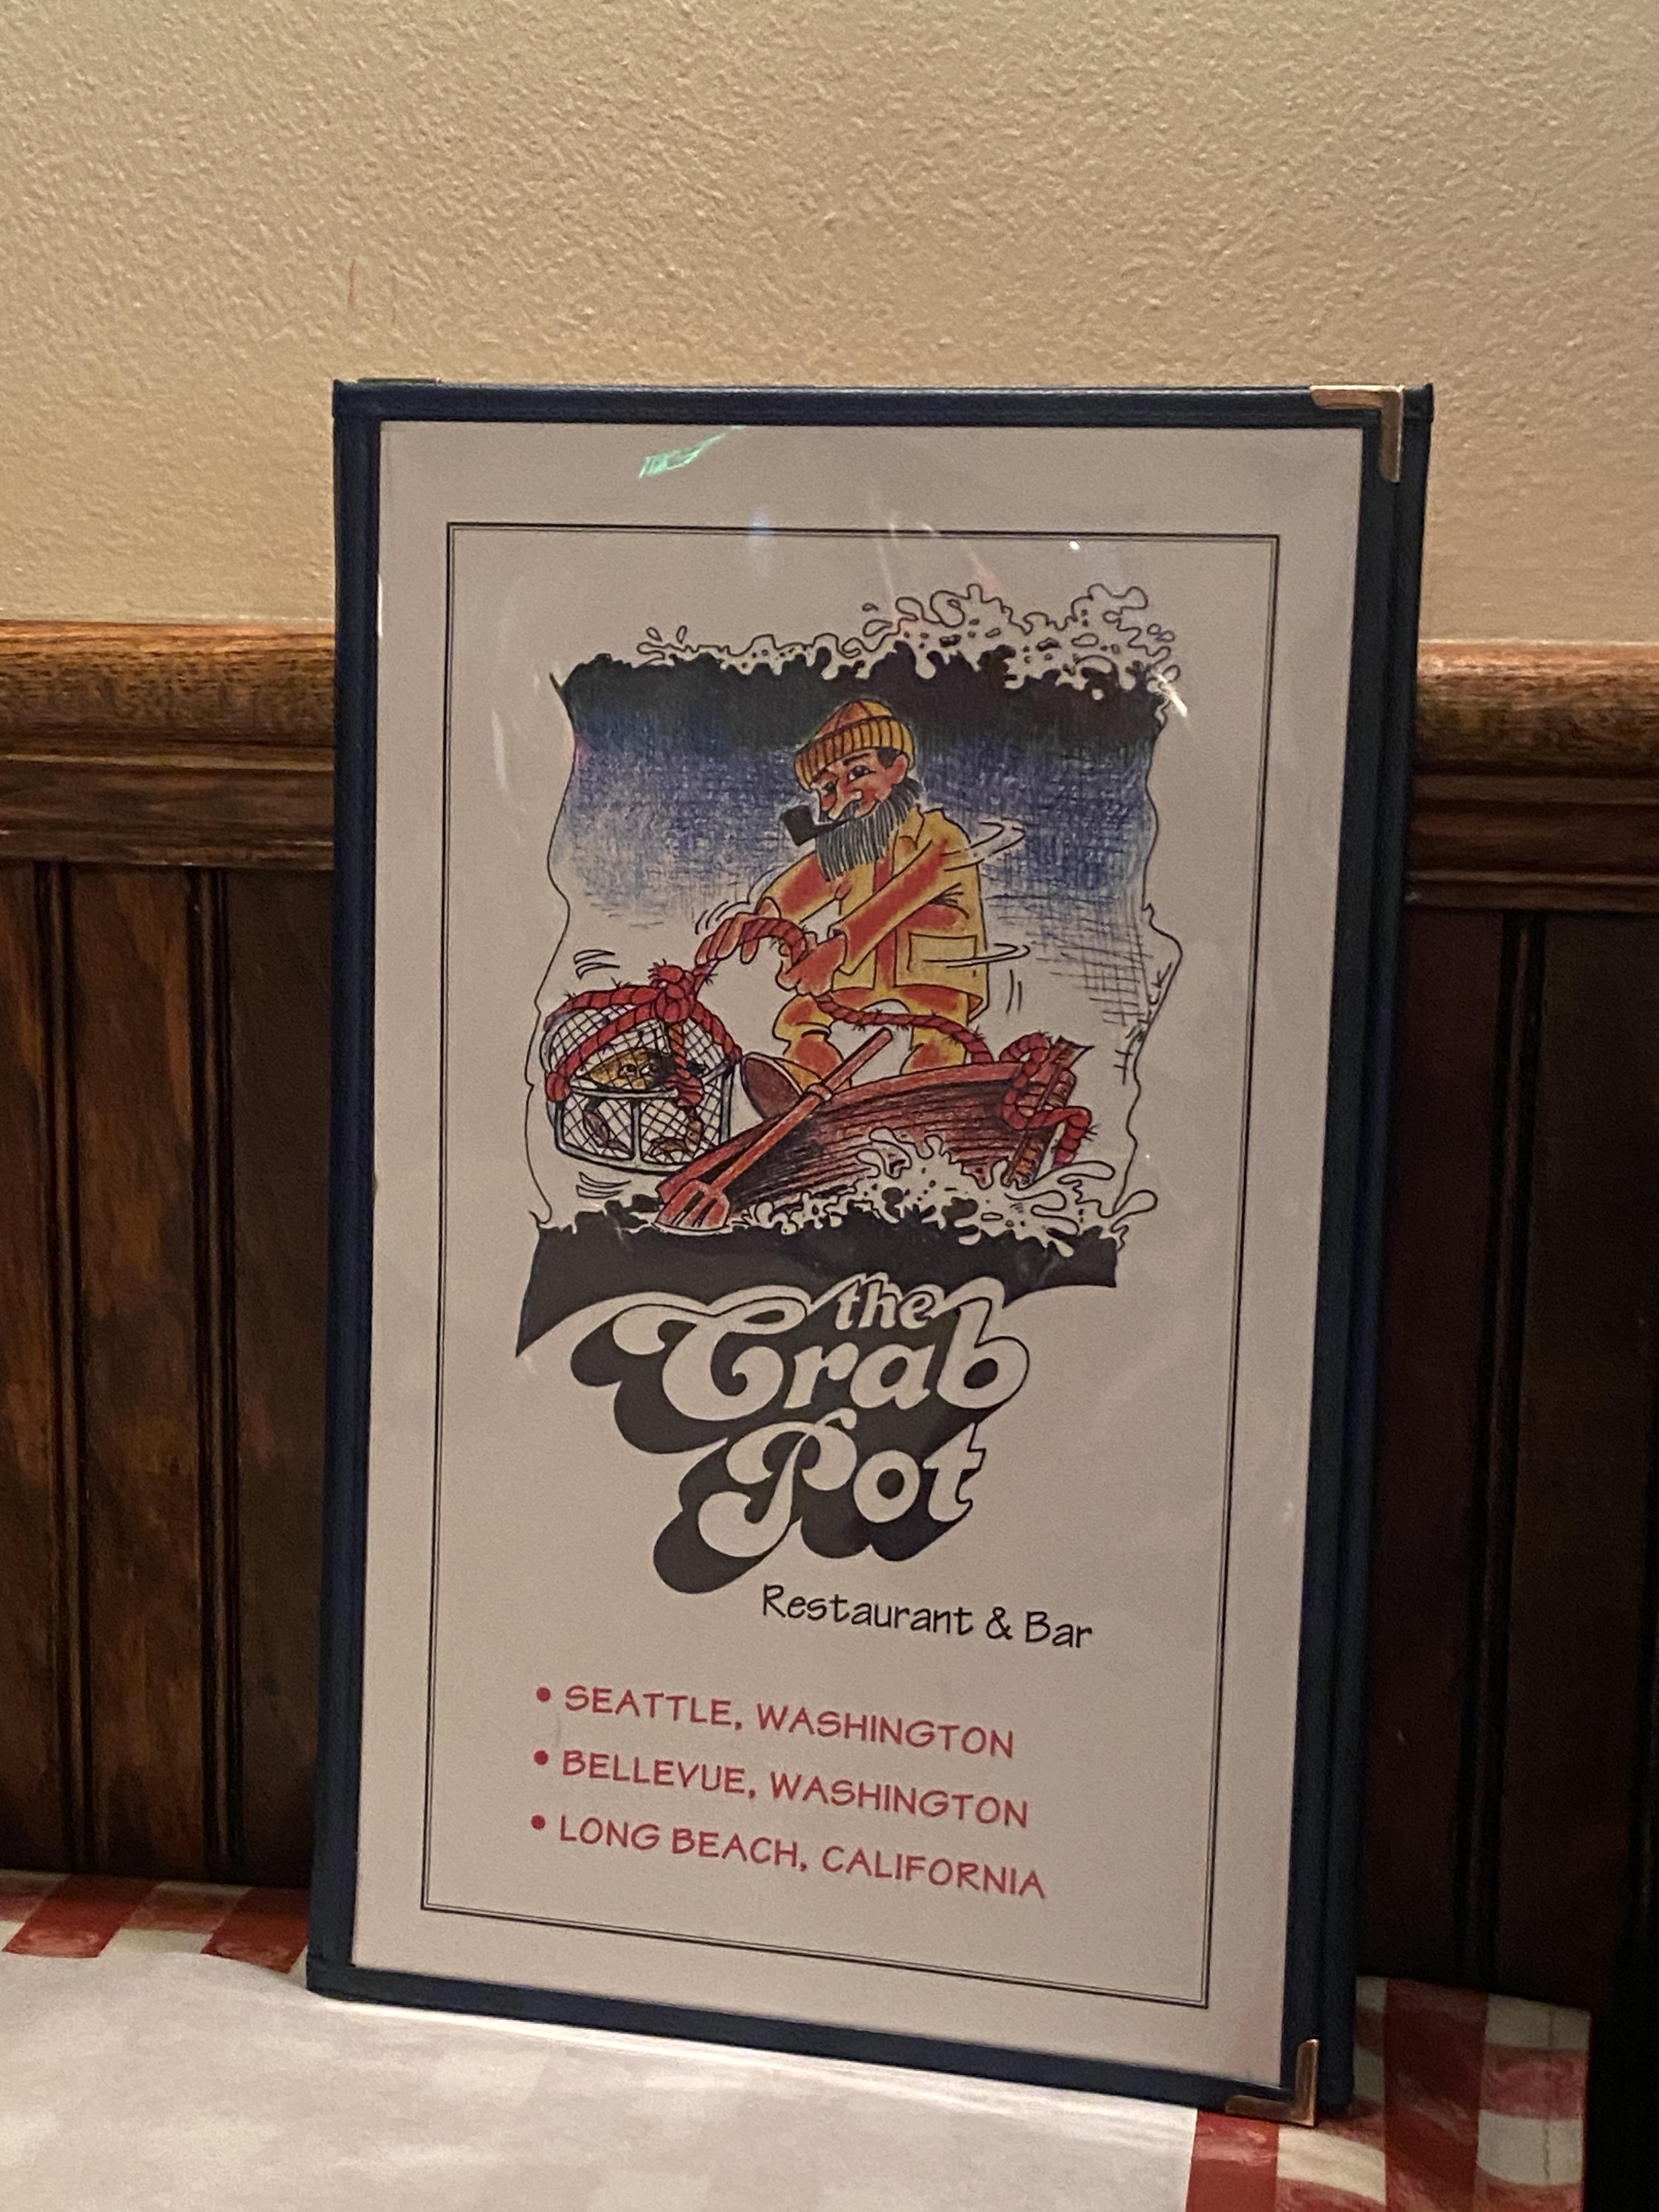 the
Crab
Pot
Restaurant & Bar
• SEATTLE, WASHINGTON
• BELLEVUE, WASHINGTON
• LONG BEACH, CALIFORNIA